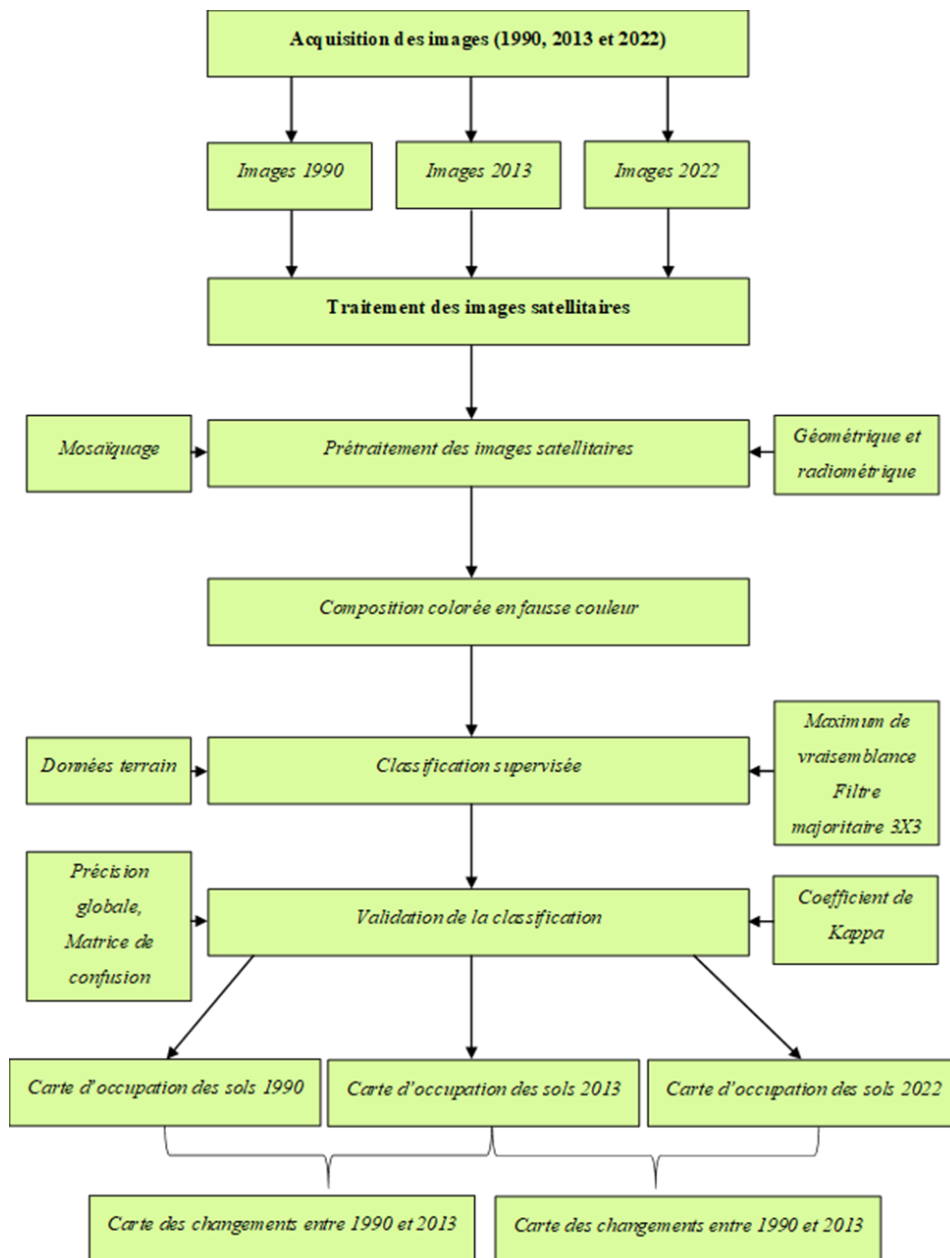 Acquisition des images (1990, 2013 et 2022)
Images 1990
Images 2013
Images 2022
Traitement des images satellitaires
Mosaïquage
Prétraitement des images satellitaires
Géométrique et
radiométrique
Composition colorée en fausse couleur
Données terrain
Classification supervisée
Maximum de
vraisemblance
Filtre
majoritaire 3X3
Précision
globale,
Matrice de
confusion
Validation de la classification
Coefficient de
Kappa
Carte d'occupation des sols 1990
Carte d'occupation des sols 2013
Carte d'occupation des sols 2022
Carte des changements entre 1990 et 2013
Carte des changements entre 1990 et 2013